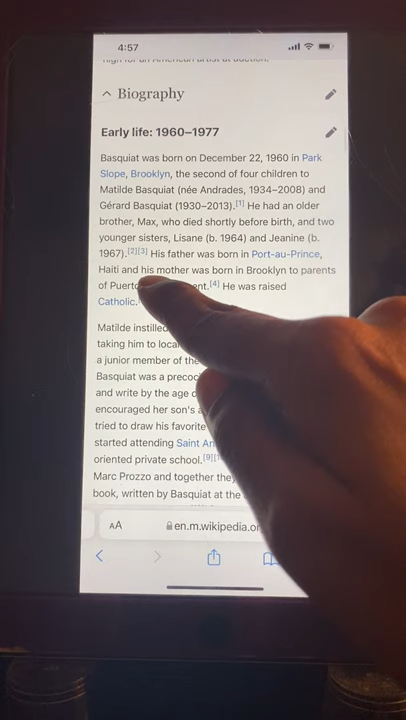 4:57
Biography
Early life: 1960–1977
Basquiat was born on December 22, 1960 in Park
Slope, Brooklyn, the second of four children to
Matilde Basquiat (née Andrades, 1934–2008) and
Gérard Basquiat (1930–2013).[1] He had an older
brother, Max, who died shortly before birth, and two
younger sisters, Lisane (b. 1964) and Jeanine (b.
1967).[2][3] His father was born in Port-au-Prince,
Haiti and his mother was born in Brooklyn to parents
of He was raised
Catholic.
Matilde instilled
taking him to local
a junior member of the
Basquiat was a
and write by the age
encouraged her son's
tried to draw his favorite
started attending Saint
oriented private school.[9]
Marc Prozzo and together they
book, written by Basquiat at the
AA en.m.wikipedia.or